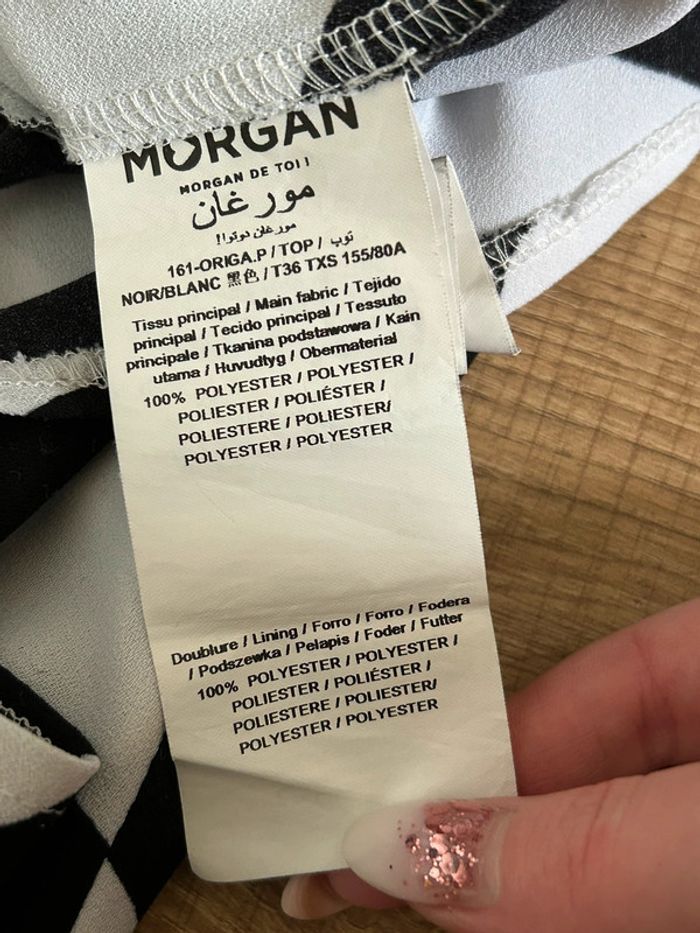 MORGAN
MORGAN DE TOI !
مورغان
مورغان دوتوا!
161-ORIGA.P / TOP / توب
NOIR/BLANC 黑色 / T36 TXS 155/80A
Tissu principal / Main fabric / Tejido
principal / Tecido principal / Tessuto
principale / Tkanina podstawowa / Kain
utama / Huvudtyg / Obermaterial
100% POLYESTER / POLYESTER /
POLIESTER / POLIÉSTER /
POLIESTERE / POLIESTER/
POLYESTER / POLYESTER
Doublure / Lining / Forro / Forro / Fodera
/ Podszewka / Pelapis / Foder / Futter
100% POLYESTER / POLYESTER /
POLIESTER / POLIÉSTER /
POLIESTERE / POLIESTER/
POLYESTER / POLYESTER